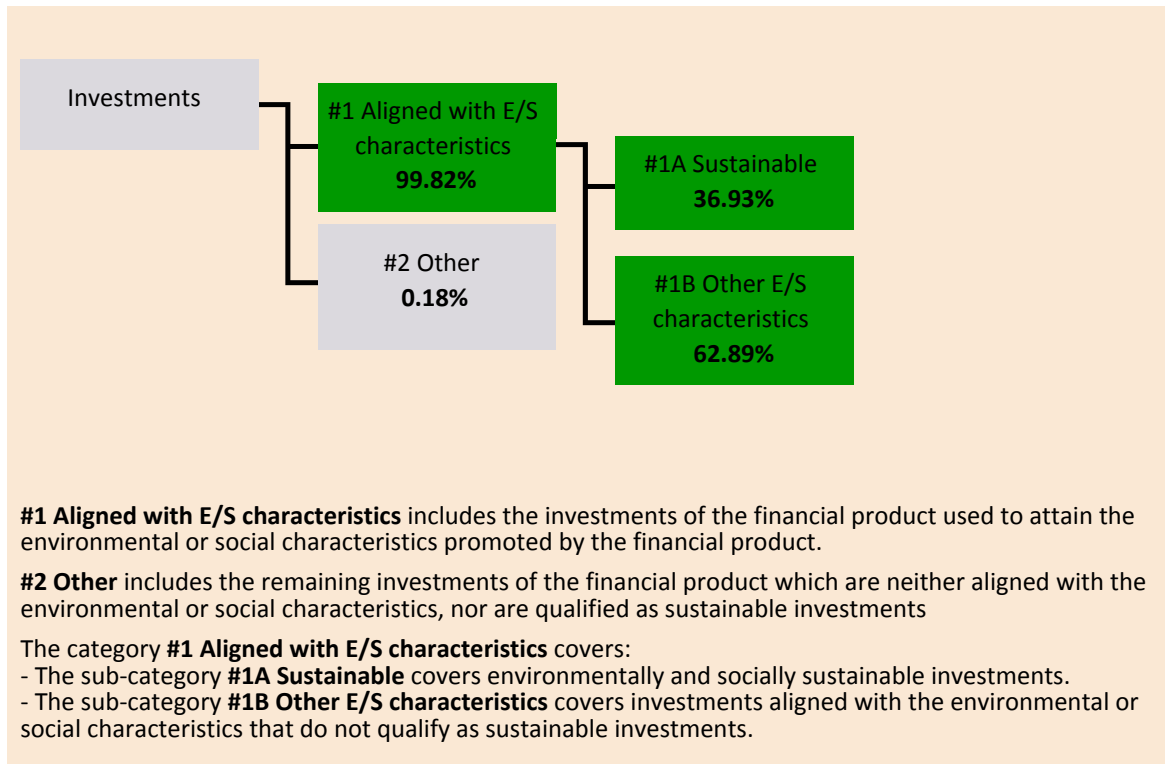 Investments
#1 Aligned with E/S
characteristics
99.82%
#2 Other
0.18%
#1A Sustainable
36.93%
#1B Other E/S
characteristics
62.89%
#1 Aligned with E/S characteristics includes the investments of the financial product used to attain the
environmental or social characteristics promoted by the financial product.
#2 Other includes the remaining investments of the financial product which are neither aligned with the
environmental or social characteristics, nor are qualified as sustainable investments
The category #1 Aligned with E/S characteristics covers:
- The sub-category #1A Sustainable covers environmentally and socially sustainable investments.
- The sub-category #1B Other E/S characteristics covers investments aligned with the environmental or
social characteristics that do not qualify as sustainable investments.